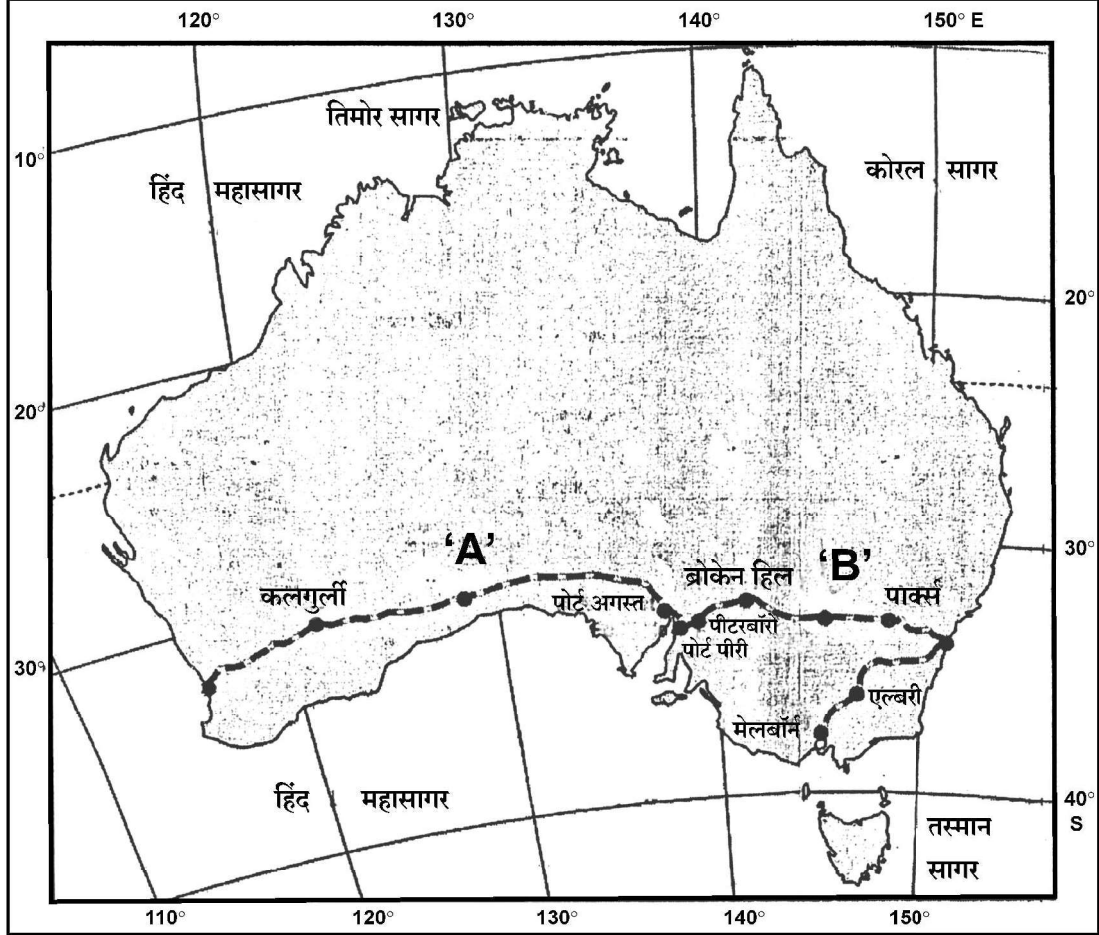 120° 130° 140° 150° E
तिमोर सागर
10°
हिंद महासागर
कोरल सागर
20°
20°
'A'
30°
ब्रोकेन हिल 'B'
कलगुर्ली
पोर्ट अगस्त
पार्क्स
पीटरबॉरो
पोर्ट पीरी
30°
एल्बरी
मेलबॉर्न
हिंद महासागर
40°
S
तस्मान
सागर
110° 120° 130° 140° 150°